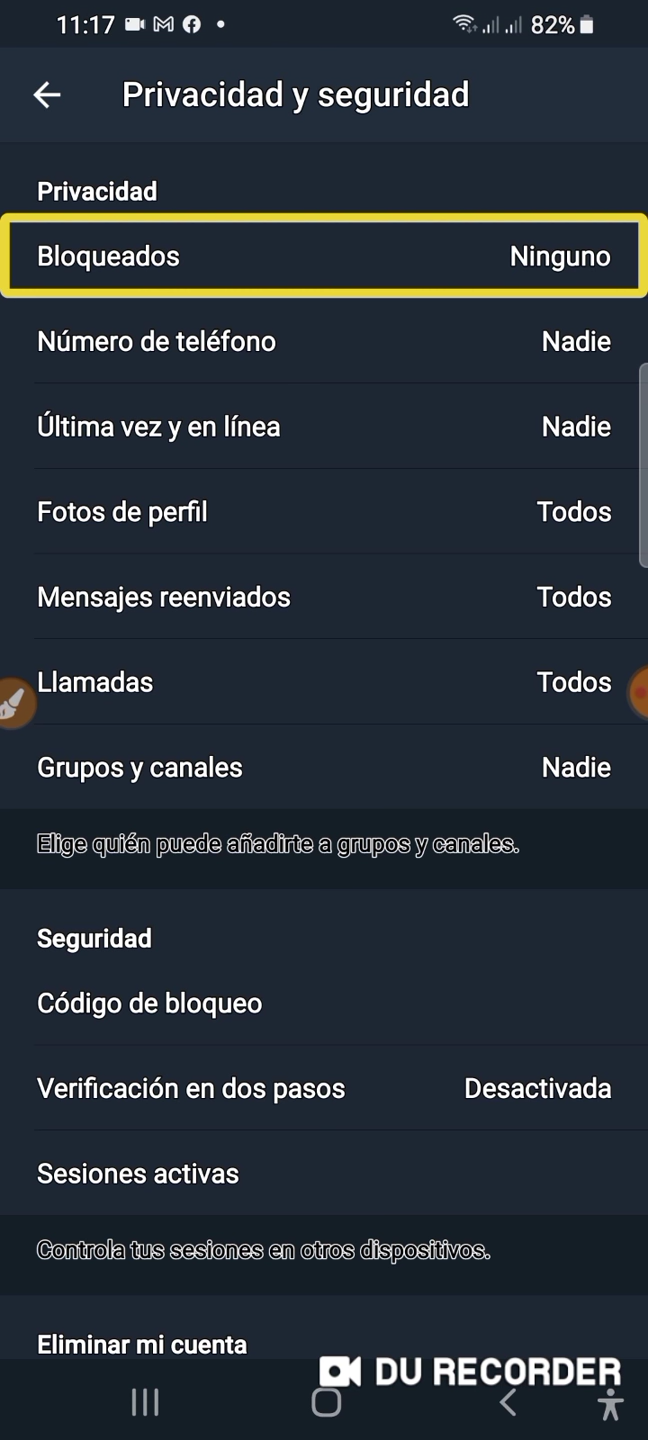 11:17 82%
Privacidad y seguridad
Privacidad
Bloqueados Ninguno
Número de teléfono Nadie
Última vez y en línea Nadie
Fotos de perfil Todos
Mensajes reenviados Todos
Llamadas Todos
Grupos y canales Nadie
Elige quién puede añadirte a grupos y canales.
Seguridad
Código de bloqueo
Verificación en dos pasos Desactivada
Sesiones activas
Controla tus sesiones en otros dispositivos.
Eliminar mi cuenta
DU RECORDER